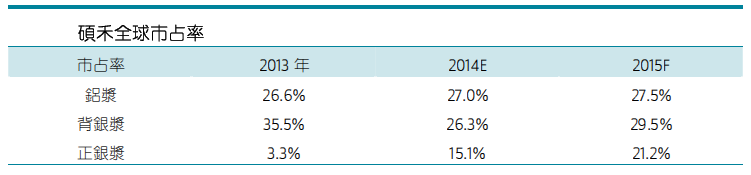 碩禾全球市占率
市占率 2013 年 2014E 2015F
鋁漿 26.6% 27.0% 27.5%
背銀漿 35.5% 26.3% 29.5%
正銀漿 3.3% 15.1% 21.2%